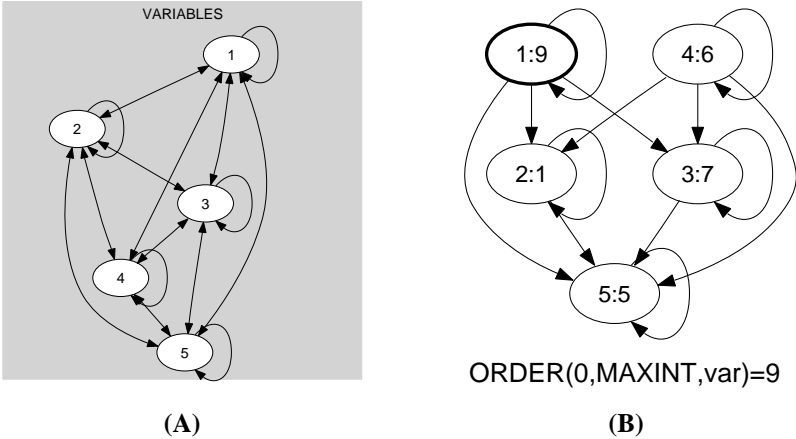 VARIABLES
1
2
3
4
5
(A)
1:9
4:6
2:1
3:7
5:5
ORDER(0,MAXINT,var)=9
(B)